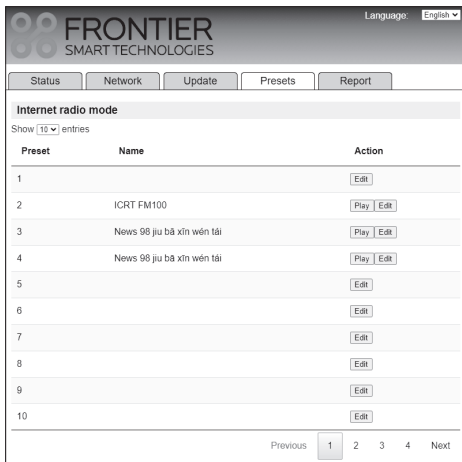 FRONTIER
SMART TECHNOLOGIES
Language: English
Status Network Update Presets Report
Internet radio mode
Show 10 entries
Preset Name Action
1 Edit
2 ICRT FM100 Play Edit
3 News 98 jiu bā xīn wén tái Play Edit
4 News 98 jiu bā xīn wén tái Play Edit
5 Edit
6 Edit
7 Edit
8 Edit
9 Edit
10 Edit
Previous 1 2 3 4 Next